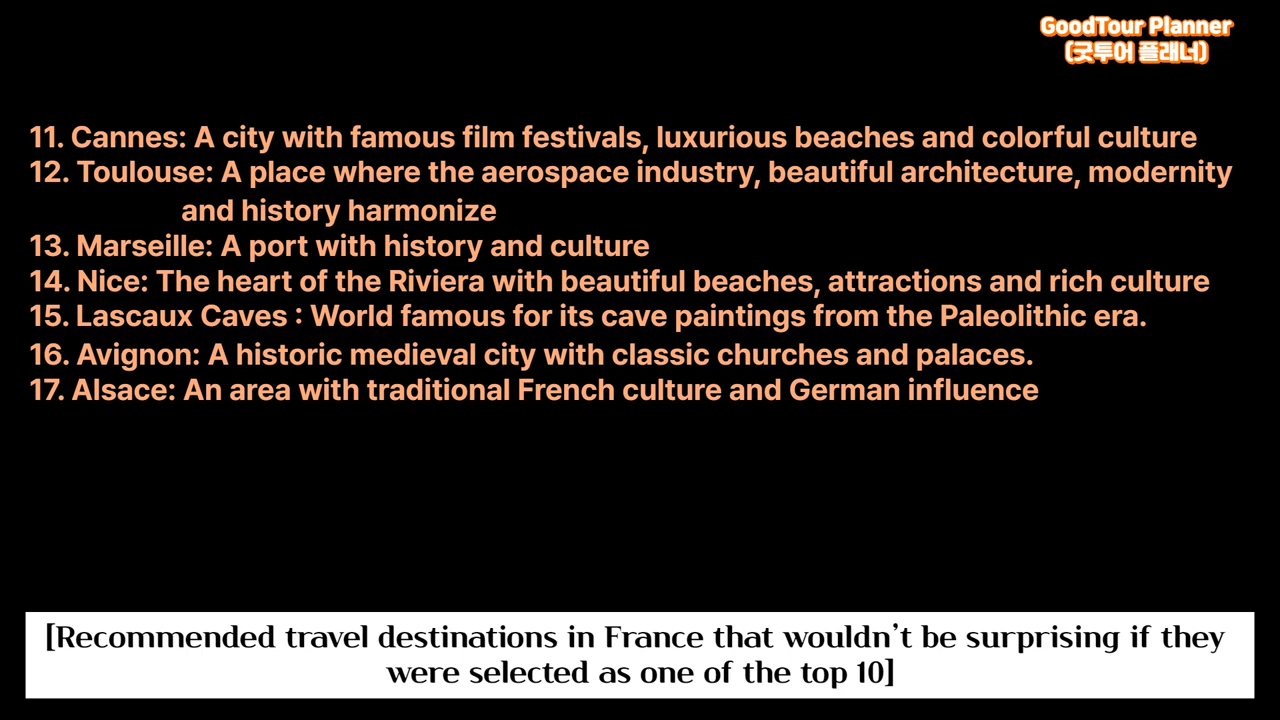 GoodTour Planner
(굿투어 플래너)
11. Cannes: A city with famous film festivals, luxurious beaches and colorful culture
12. Toulouse: A place where the aerospace industry, beautiful architecture, modernity
and history harmonize
13. Marseille: A port with history and culture
14. Nice: The heart of the Riviera with beautiful beaches, attractions and rich culture
15. Lascaux Caves : World famous for its cave paintings from the Paleolithic era.
16. Avignon: A historic medieval city with classic churches and palaces.
17. Alsace: An area with traditional French culture and German influence
[Recommended travel destinations in France that wouldn't be surprising if they
were selected as one of the top 10]